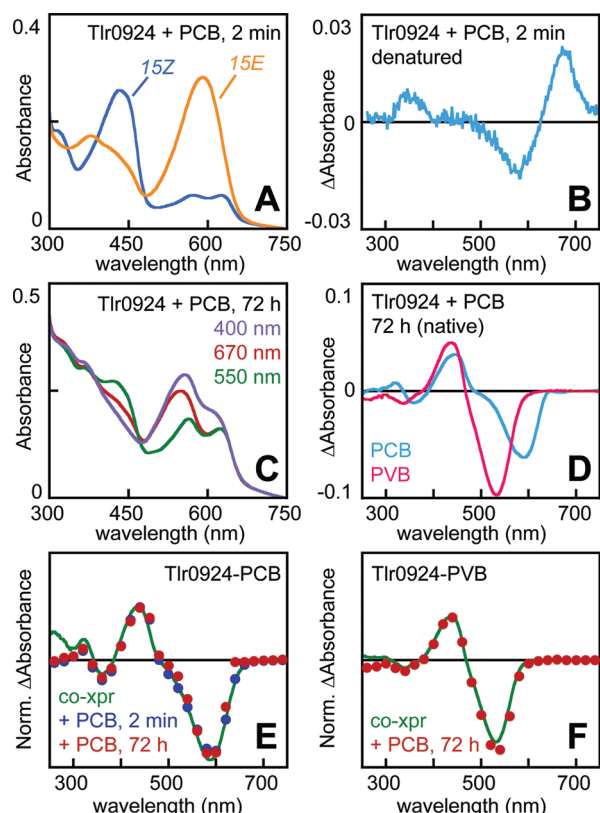 Tlr0924 + PCB, 2 min
0.4
15Z
15E
Absorbance
A
0
300 450 600 750
wavelength (nm)
Tlr0924 + PCB, 2 min
denatured
0.03
ΔAbsorbance
0
B
-0.03
300 500 700
wavelength (nm)
Tlr0924 + PCB, 72 h
0.5
400 nm
670 nm
550 nm
Absorbance
C
0
300 450 600 750
wavelength (nm)
Tlr0924 + PCB
72 h (native)
0.1
ΔAbsorbance
0
PCB
PVB
D
-0.1
300 500 700
wavelength (nm)
Tlr0924-PCB
Norm. ΔAbsorbance
co-xpr
+ PCB, 2 min
+ PCB, 72 h
E
300 500 700
wavelength (nm)
Tlr0924-PVB
Norm. ΔAbsorbance
co-xpr
+ PCB, 72 h
F
300 500 700
wavelength (nm)